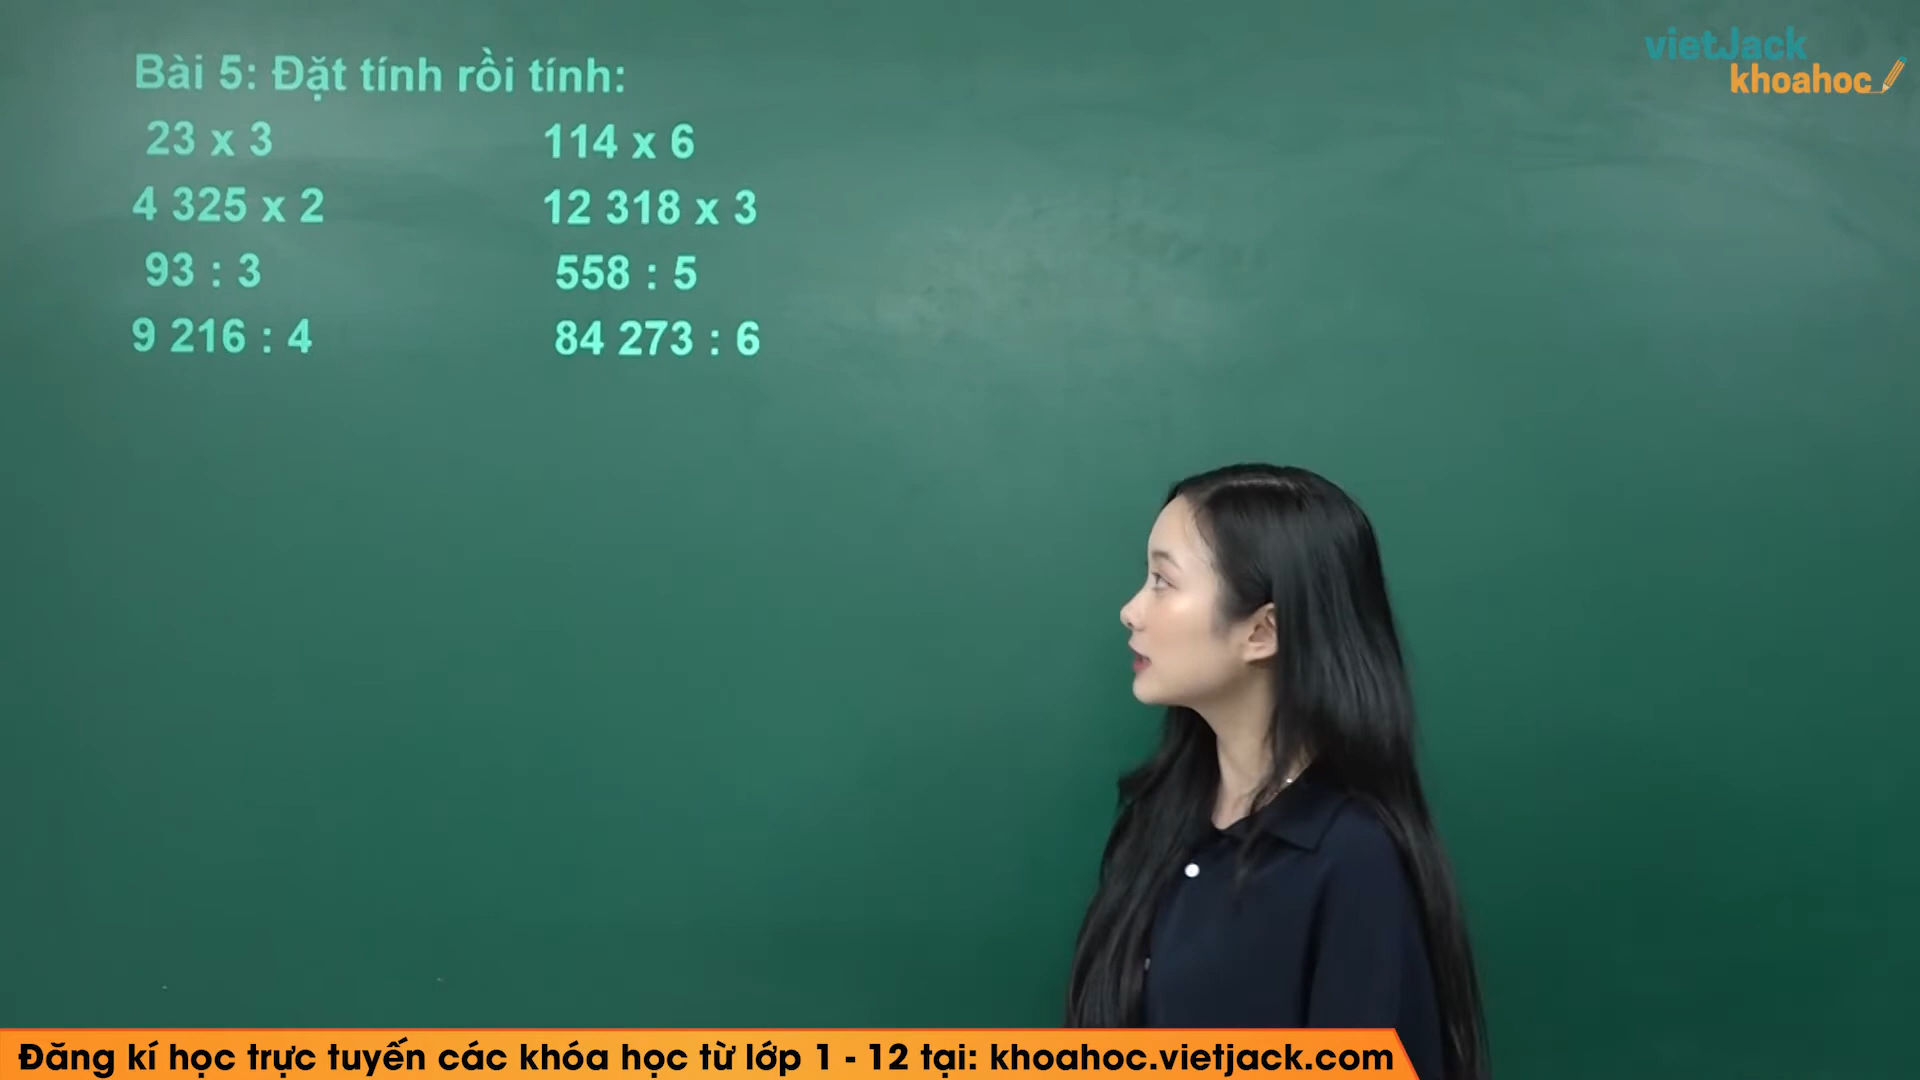 Bài 5: Đặt tính rồi tính:
23 x 3 114 x 6
4 325 x 2 12 318 x 3
93 : 3 558 : 5
9 216 : 4 84 273 : 6
vietJack
khoahoc
Đăng kí học trực tuyến các khóa học từ lớp 1 - 12 tại: khoahoc.vietjack.com